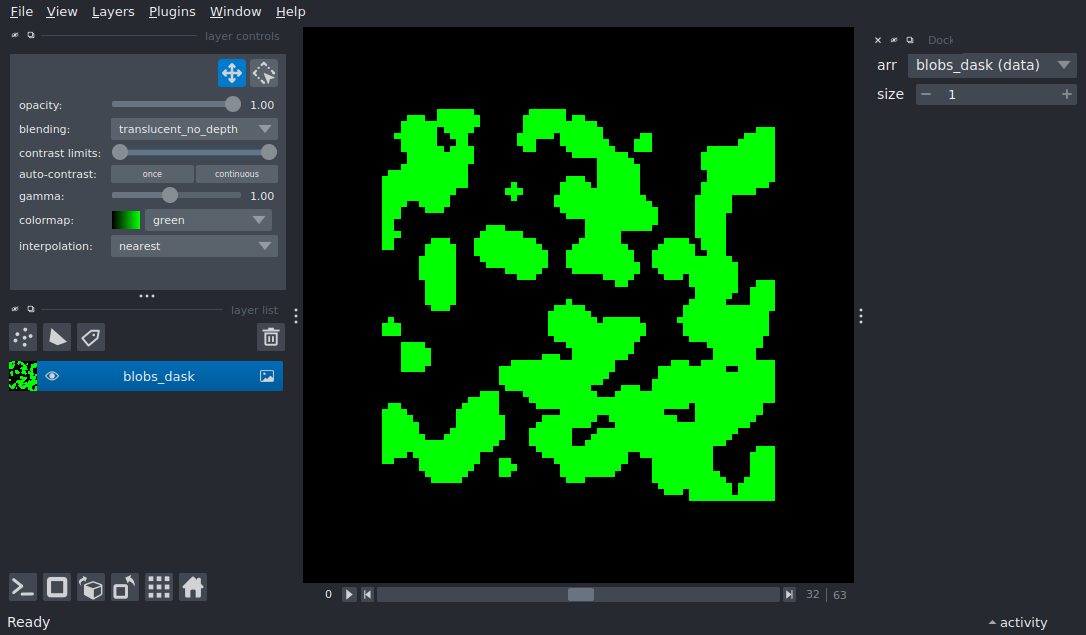 File View Layers Plugins Window Help
layer controls
opacity: 1.00
blending: translucent_no_depth
contrast limits:
auto-contrast: once continuous
gamma: 1.00
colormap: green
interpolation: nearest
layer list
blobs_dask
0 32 63
Ready
Dock
arr blobs_dask (data)
size 1
activity